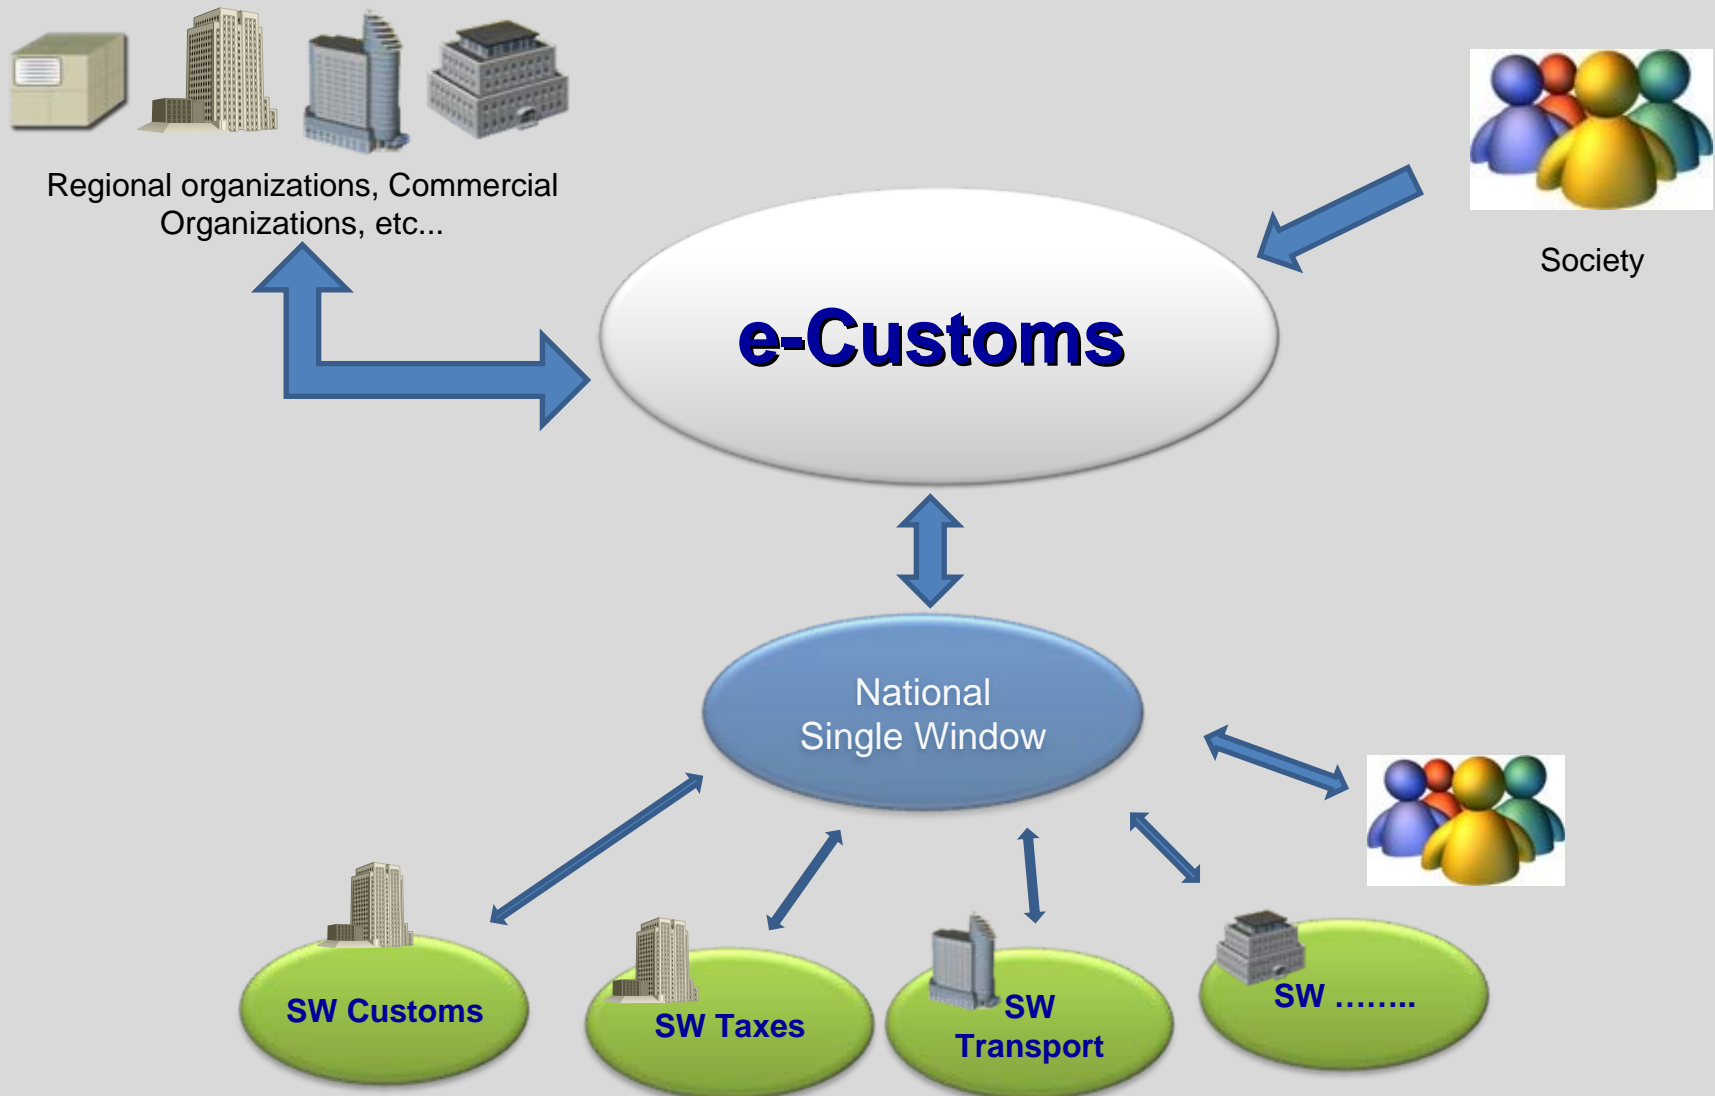 Regional organizations, Commercial
Organizations, etc...
Society
e-Customs
National
Single Window
SW Customs
SW Taxes
SW
Transport
SW ……..